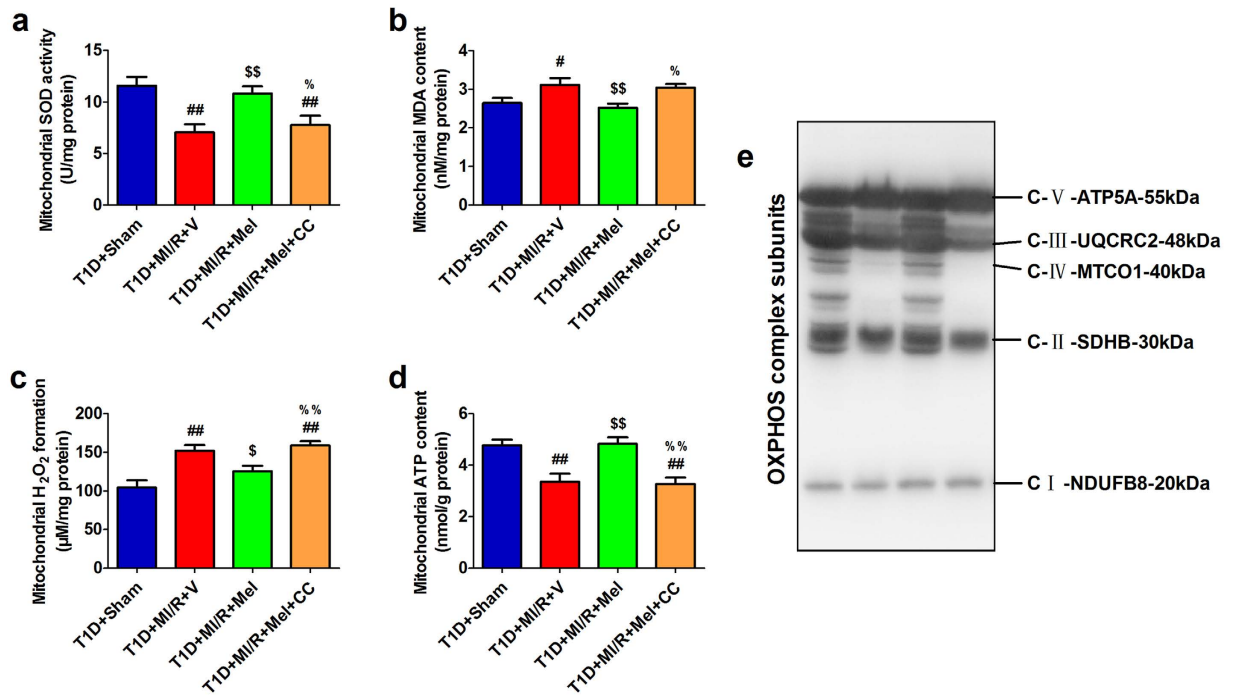 a
Mitochondrial SOD activity
(U/mg protein)
15
10
5
0
##
$$
%
##
T1D+Sham
T1D+MI/R+V
T1D+MI/R+Mel
T1D+MI/R+Mel+CC
b
Mitochondrial MDA content
(nM/mg protein)
4
3
2
1
0
#
$$
%
T1D+Sham
T1D+MI/R+V
T1D+MI/R+Mel
T1D+MI/R+Mel+CC
c
Mitochondrial H₂O₂ formation
(µM/mg protein)
200
150
100
50
0
##
$
%%
##
T1D+Sham
T1D+MI/R+V
T1D+MI/R+Mel
T1D+MI/R+Mel+CC
d
Mitochondrial ATP content
(nmol/g protein)
6
4
2
0
##
$$
%%
##
T1D+Sham
T1D+MI/R+V
T1D+MI/R+Mel
T1D+MI/R+Mel+CC
e
OXPHOS complex subunits
C-Ⅴ-ATP5A-55kDa
C-Ⅲ-UQCRC2-48kDa
C-Ⅳ-MTCO1-40kDa
C-Ⅱ-SDHB-30kDa
CⅠ-NDUFB8-20kDa